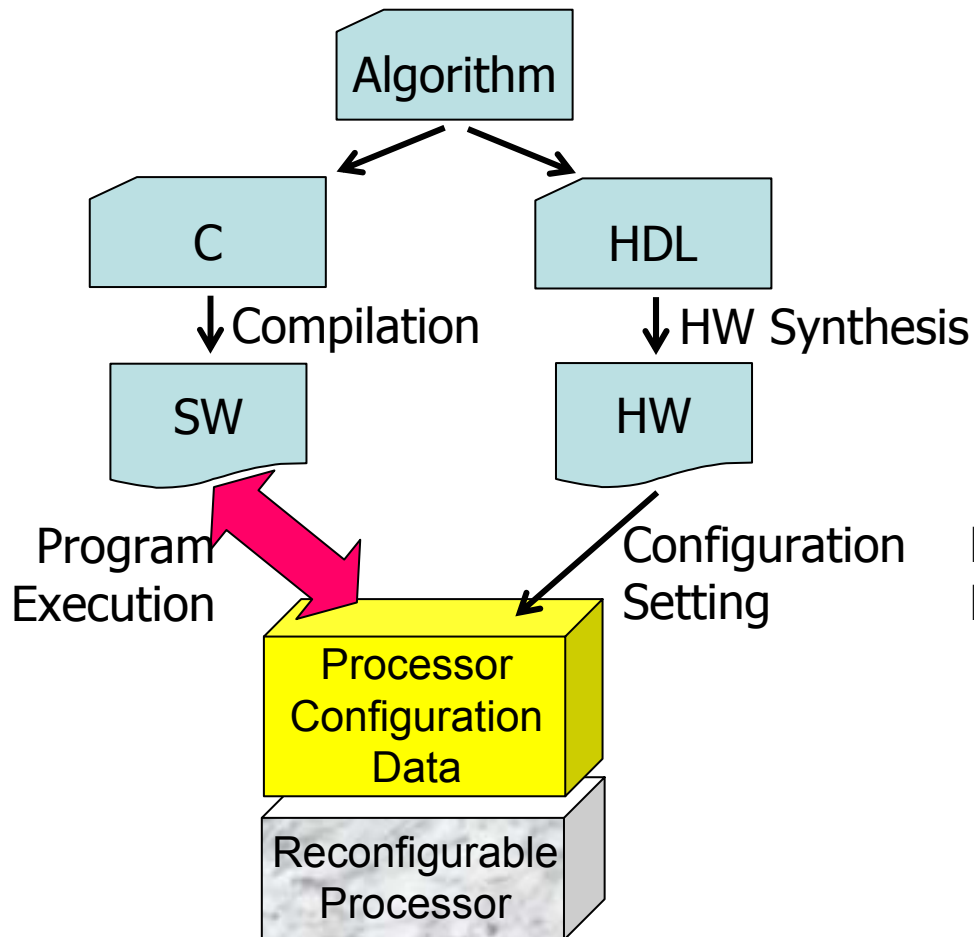 Algorithm
C
HDL
Compilation
HW Synthesis
SW
HW
Program
Execution
Configuration
Setting
Processor
Configuration
Data
Reconfigurable
Processor